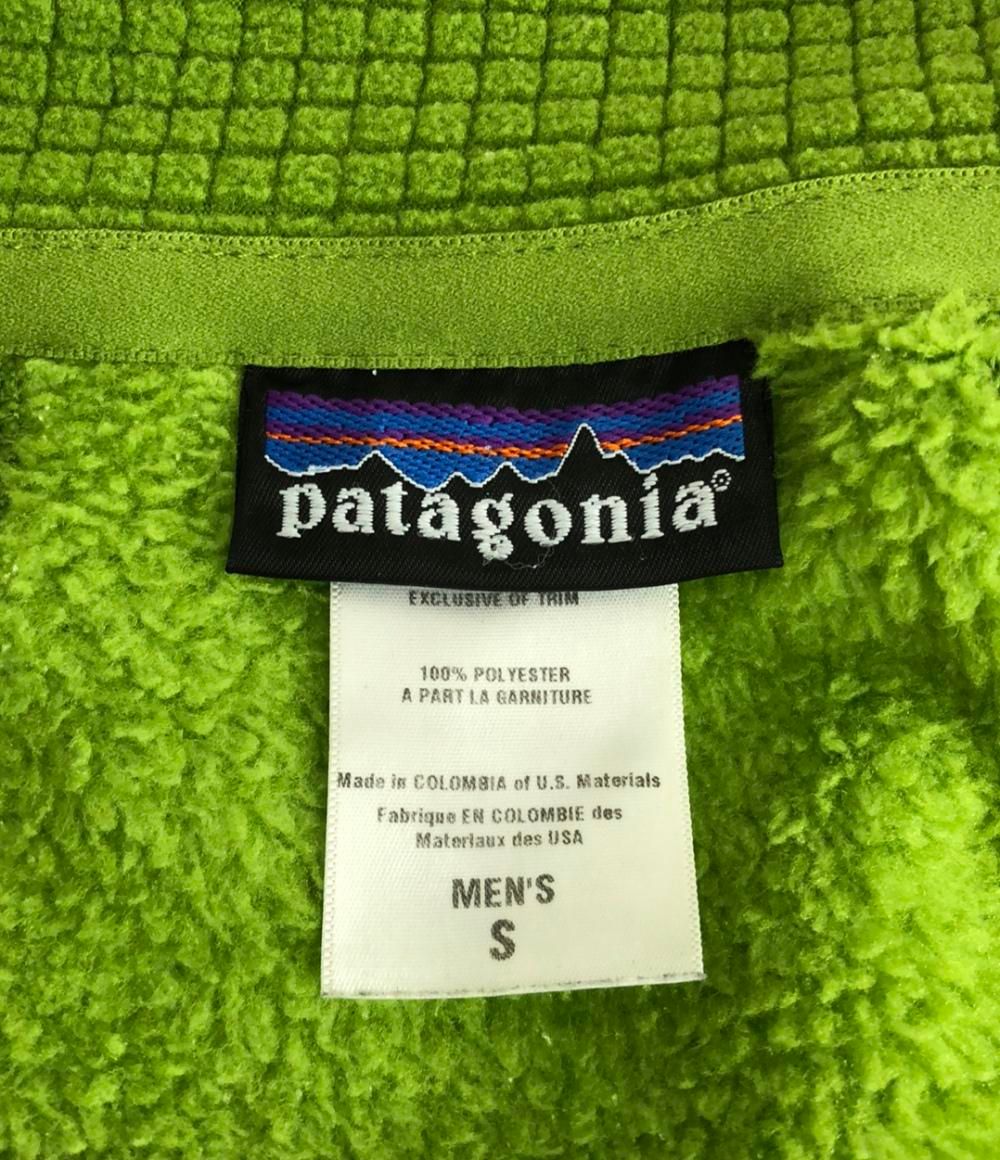 patagonia®
EXCLUSIVE OF TRIM
100% POLYESTER
A PART LA GARNITURE
Made in COLOMBIA of U.S. Materials
Fabrique EN COLOMBIE des
Materiaux des USA
MEN'S
S